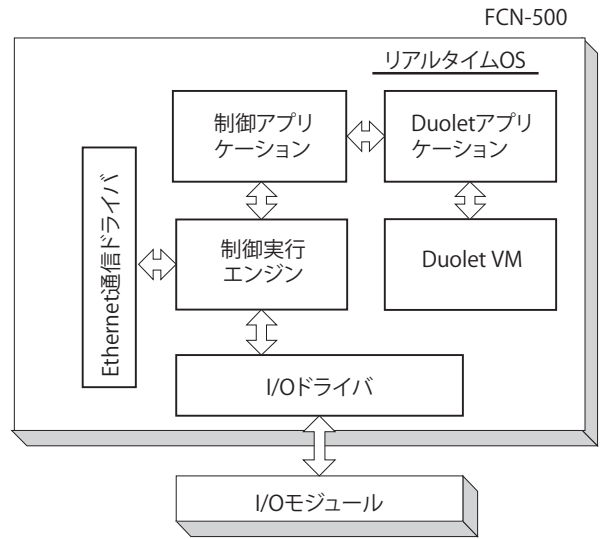 FCN-500
リアルタイムOS
制御アプリ
ケーション
Duoletアプリ
ケーション
Ethernet通信ドライバ
制御実行
エンジン
Duolet VM
I/Oドライバ
I/Oモジュール